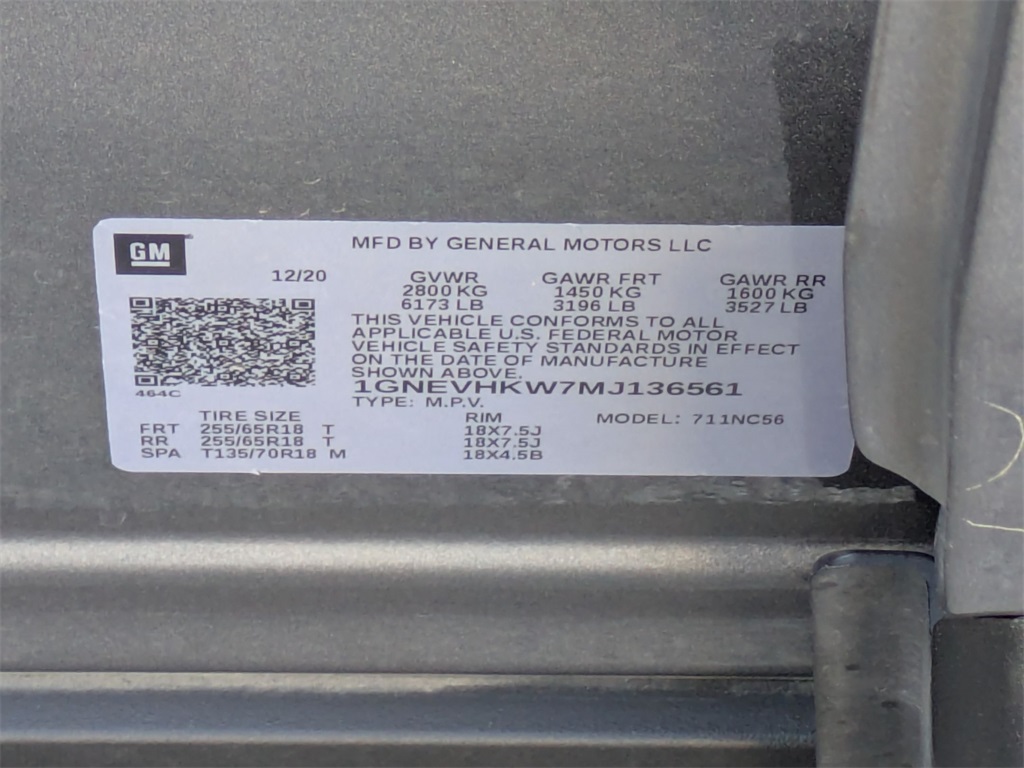 GM
MFD BY GENERAL MOTORS LLC
12/20
GVWR GAWR FRT GAWR RR
2800 KG 1450 KG 1600 KG
6173 LB 3196 LB 3527 LB
THIS VEHICLE CONFORMS TO ALL
APPLICABLE U.S. FEDERAL MOTOR
VEHICLE SAFETY STANDARDS IN EFFECT
ON THE DATE OF MANUFACTURE
SHOWN ABOVE.
1GNEVHKW7MJ136561
464C
TYPE: M.P.V.
TIRE SIZE RIM MODEL: 711NC56
FRT 255/65R18 T 18X7.5J
RR 255/65R18 T 18X7.5J
SPA T135/70R18 M 18X4.5B